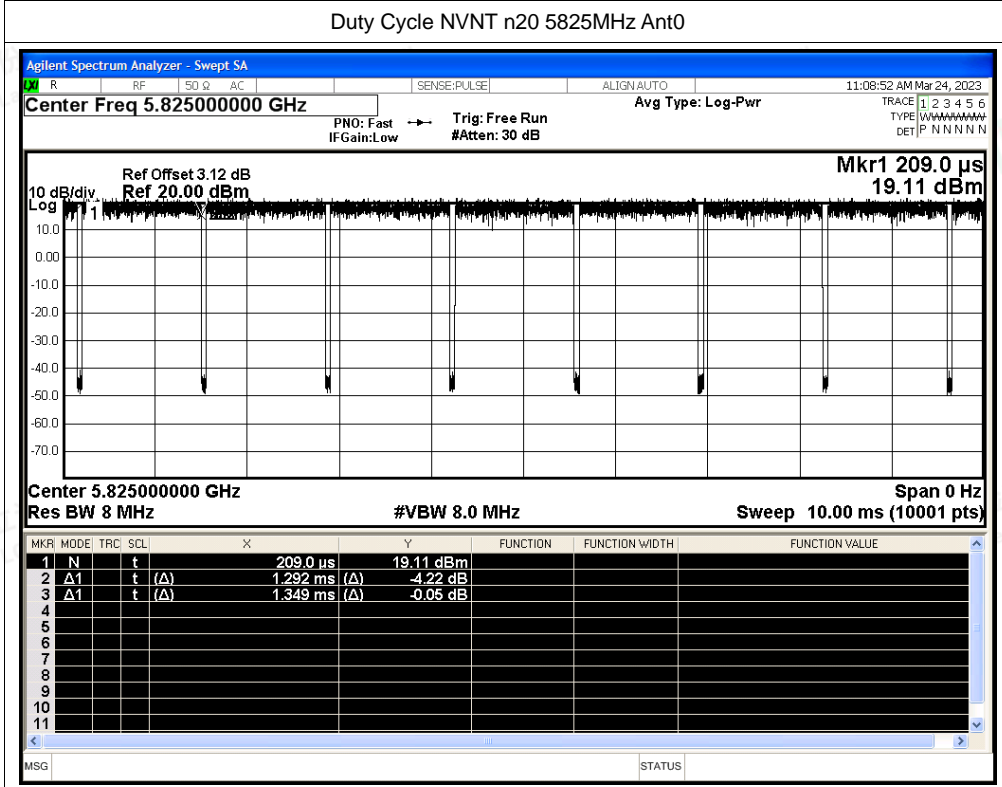 Duty Cycle NVNT n20 5825MHz Ant0
Agilent Spectrum Analyzer - Swept SA
LXI R RF 50 Ω AC SENSE:PULSE ALIGN AUTO 11:08:52 AM Mar 24, 2023
Center Freq 5.825000000 GHz Avg Type: Log-Pwr TRACE 1 2 3 4 5 6
PNO: Fast Trig: Free Run TYPE
IFGain:Low #Atten: 30 dB DET P N N N N N
Mkr1 209.0 µs
Ref Offset 3.12 dB
10 dB/div Ref 20.00 dBm 19.11 dBm
Log
1
10.0
0.00
-10.0
-20.0
-30.0
-40.0
-50.0
-60.0
-70.0
Center 5.825000000 GHz Span 0 Hz
Res BW 8 MHz #VBW 8.0 MHz Sweep 10.00 ms (10001 pts)
MKR MODE TRC SCL X Y FUNCTION FUNCTION WIDTH FUNCTION VALUE
1 N t 209.0 µs 19.11 dBm
2 Δ1 t (Δ) 1.292 ms (Δ) -4.22 dB
3 Δ1 t (Δ) 1.349 ms (Δ) -0.05 dB
4
5
6
7
8
9
10
11
MSG STATUS